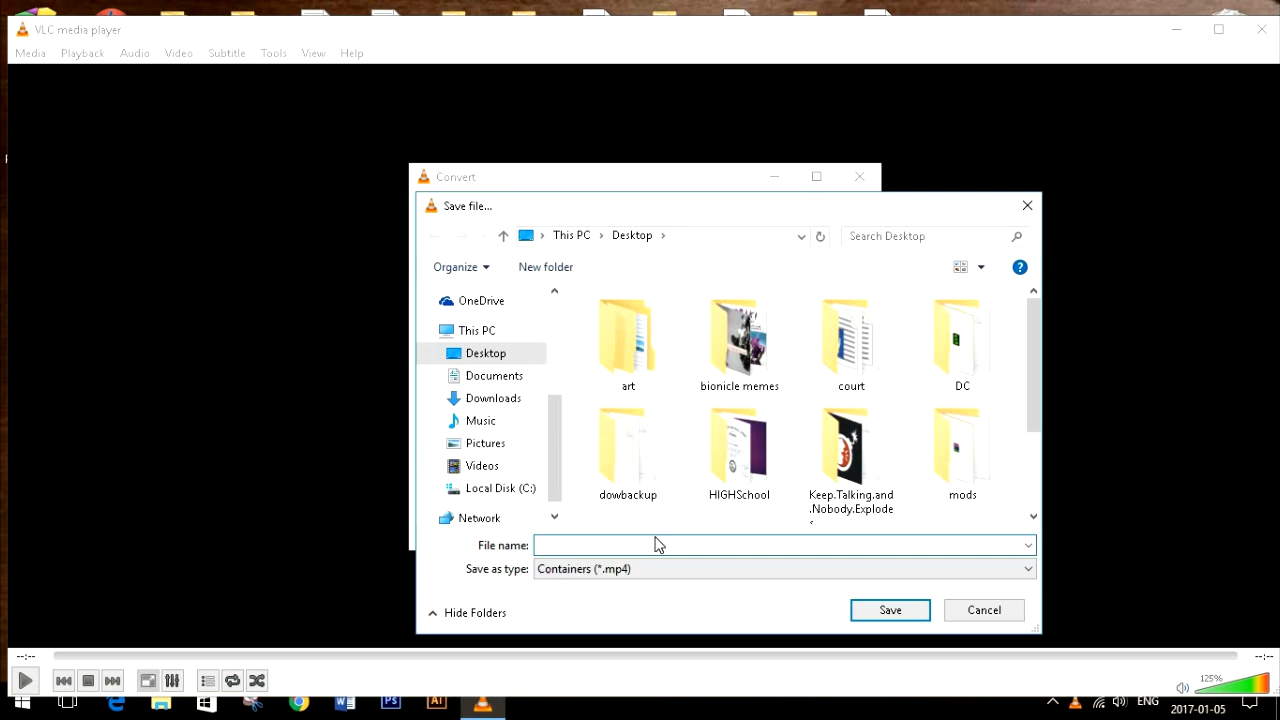 VLC media player
Media Playback Audio Video Subtitle Tools View Help
Convert
Save file...
This PC Desktop
Search Desktop
Organize New folder
OneDrive
This PC
Desktop
Documents
Downloads
Music
Pictures
Videos
Local Disk (C:)
Network
art bionicle memes court DC
dowbackup HIGHSchool Keep.Talking.and mods
.Nobody.Explode
File name:
Save as type: Containers (*.mp4)
Hide Folders Save Cancel
--:-- --:--
125%
ENG
2017-01-05